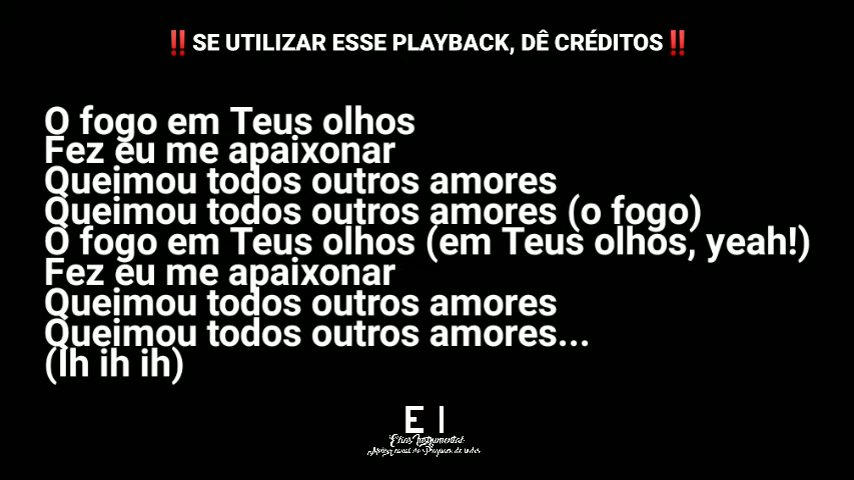 ‼️SE UTILIZAR ESSE PLAYBACK, DÊ CRÉDITOS‼️
O fogo em Teus olhos
Fez eu me apaixonar
Queimou todos outros amores
Queimou todos outros amores (o fogo)
O fogo em Teus olhos (em Teus olhos, yeah!)
Fez eu me apaixonar
Queimou todos outros amores
Queimou todos outros amores...
(Ih ih ih)
E I